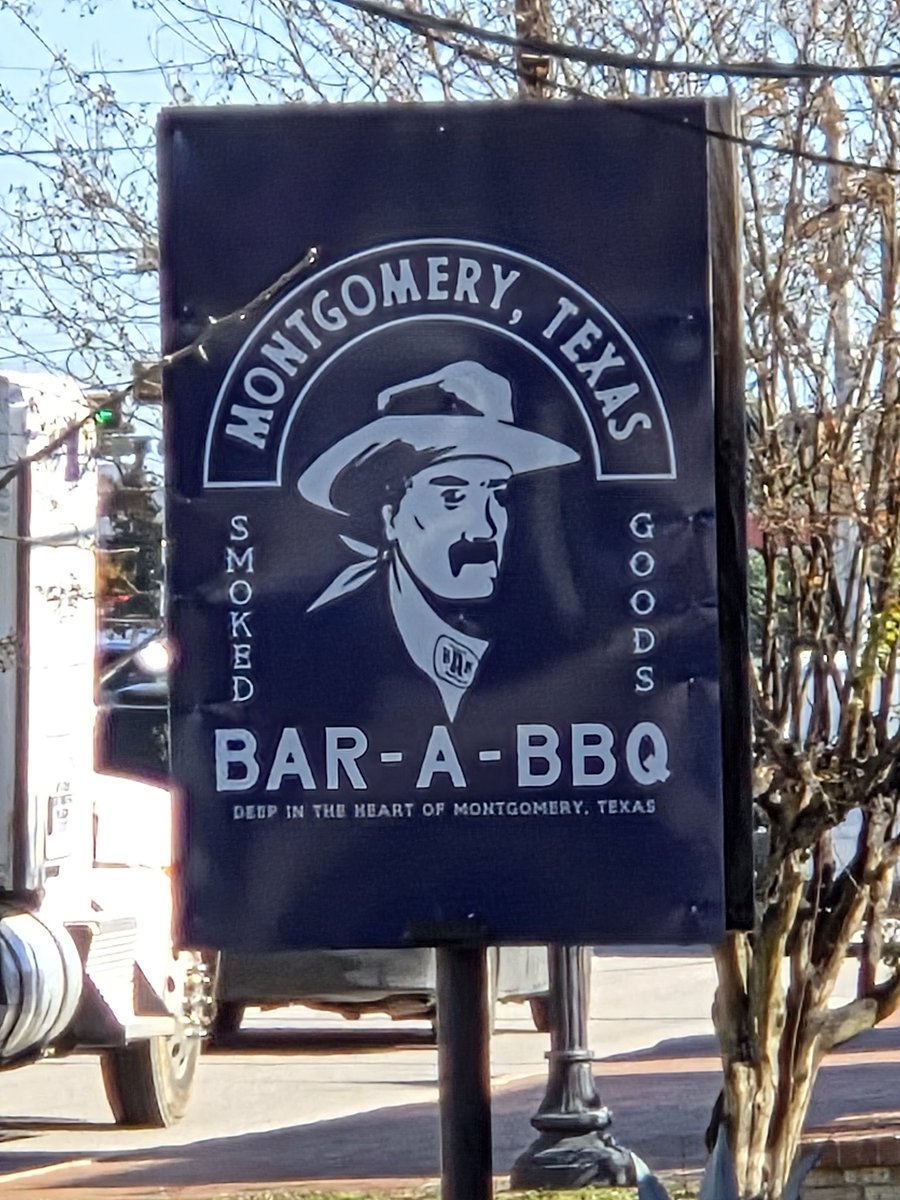 MONTGOMERY, TEXAS
SMOKED
GOODS
BAR-A-BBQ
DEEP IN THE HEART OF MONTGOMERY, TEXAS